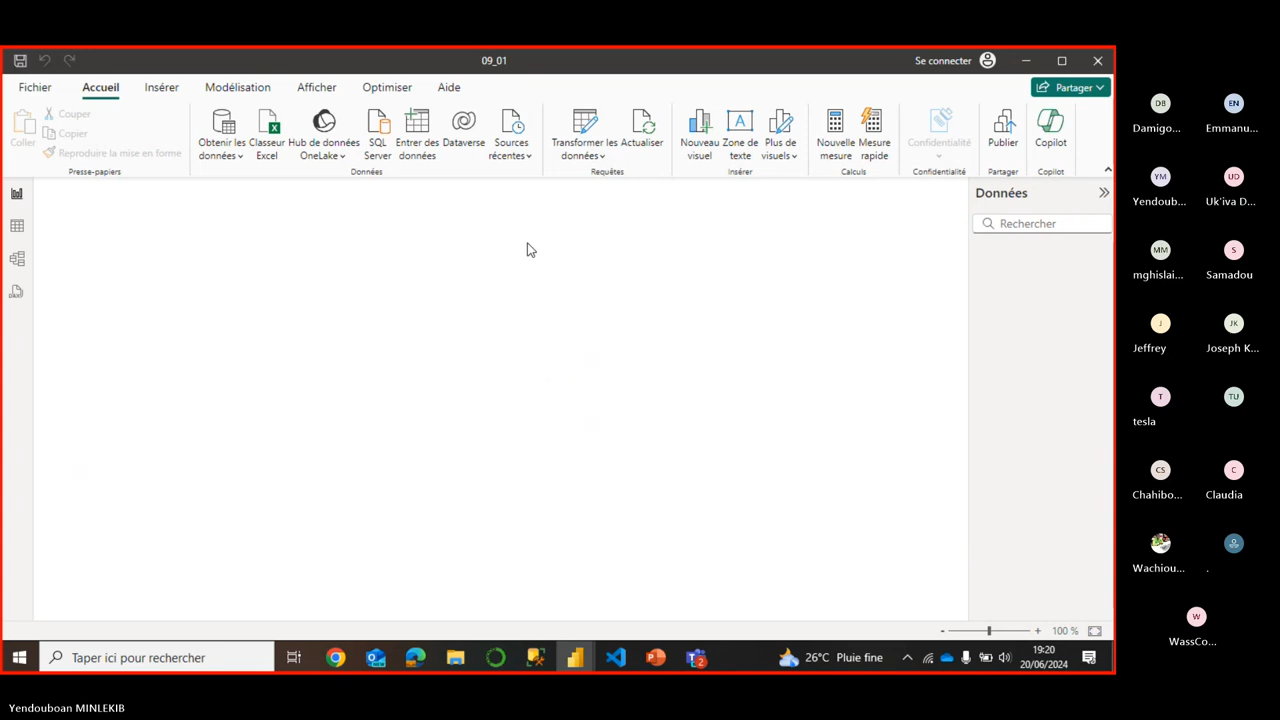 09_01
Se connecter
Fichier Accueil Insérer Modélisation Afficher Optimiser Aide
Partager
Coller
Couper
Copier
Reproduire la mise en forme
Presse-papiers
Obtenir les données
Classeur Excel
Hub de données OneLake
SQL Server
Entrer des données
Dataverse
Sources récentes
Données
Transformer les données
Actualiser
Requêtes
Nouveau visuel
Zone de texte
Plus de visuels
Insérer
Nouvelle mesure
Mesure rapide
Calculs
Confidentialité
Confidentialité
Publier
Partager
Copilot
Copilot
Données
Rechercher
DAX
- + 100 %
Taper ici pour rechercher
2
26°C Pluie fine
19:20
20/06/2024
DB
Damigo...
EN
Emmanu...
YM
Yendoub...
UD
Uk'iva D...
MM
mghislai...
S
Samadou
J
Jeffrey
JK
Joseph K...
T
tesla
TU
CS
Chahibo...
C
Claudia
Wachiou...
.
W
WassCo...
Yendouboan MINLEKIB